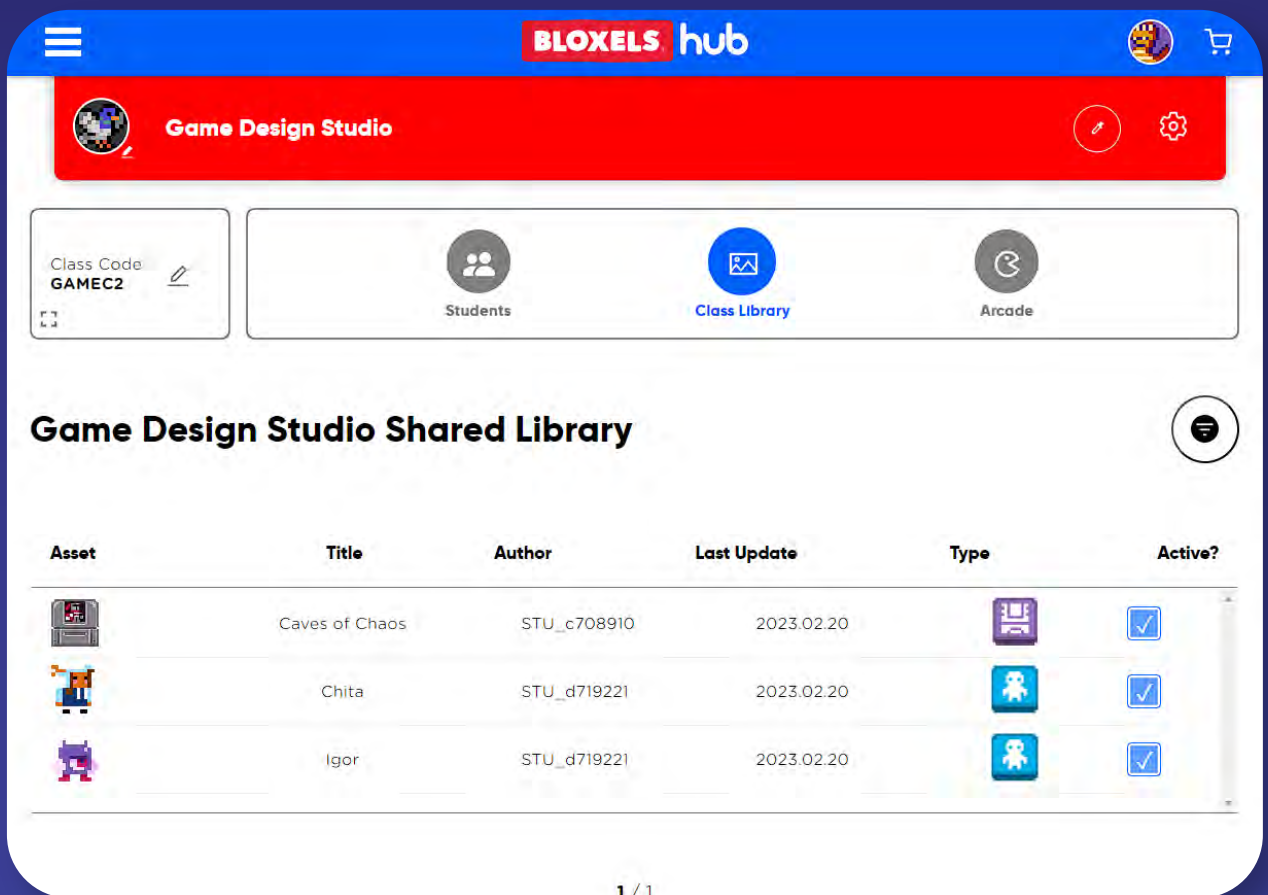 BLOXELS hub
Game Design Studio
Class Code
GAMEC2
Students
Class Library
Arcade
Game Design Studio Shared Library
Asset Title Author Last Update Type Active?
Caves of Chaos STU_c708910 2023.02.20
Chita STU_d719221 2023.02.20
Igor STU_d719221 2023.02.20
1 / 1